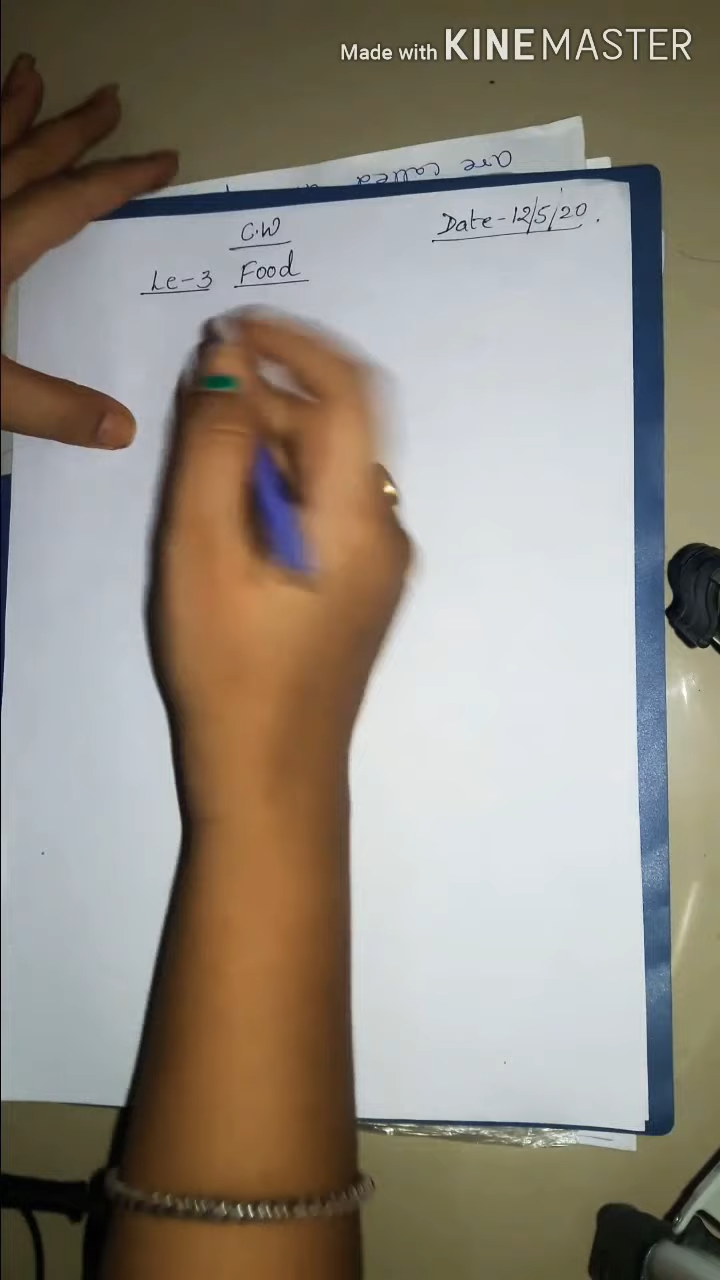 Made with KINEMASTER
are called
C.W
Date-12/5/20.
Le-3 Food